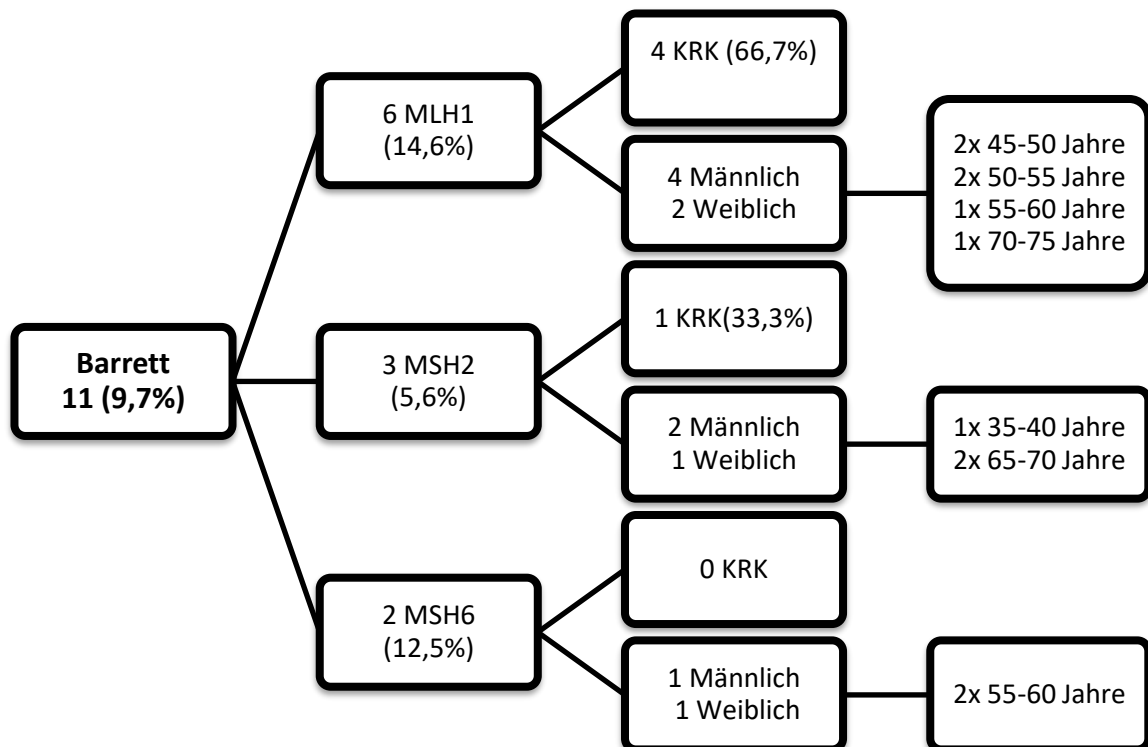 Barrett
11 (9,7%)
6 MLH1
(14,6%)
4 KRK (66,7%)
4 Männlich
2 Weiblich
2x 45-50 Jahre
2x 50-55 Jahre
1x 55-60 Jahre
1x 70-75 Jahre
3 MSH2
(5,6%)
1 KRK(33,3%)
2 Männlich
1 Weiblich
1x 35-40 Jahre
2x 65-70 Jahre
2 MSH6
(12,5%)
0 KRK
1 Männlich
1 Weiblich
2x 55-60 Jahre